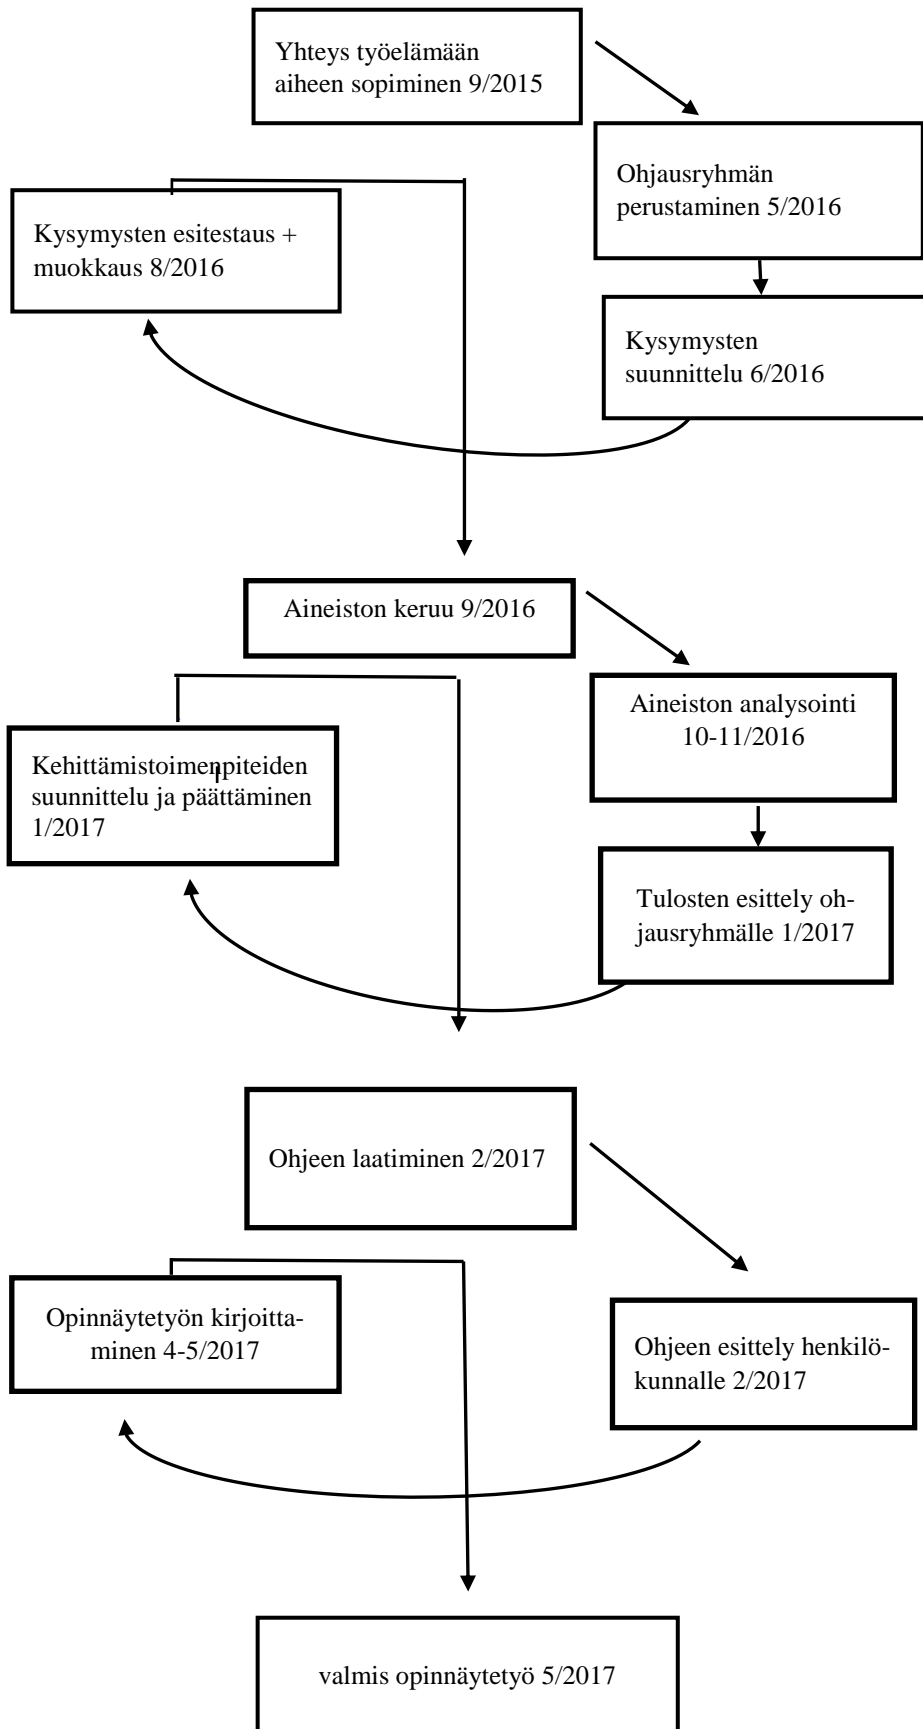 Yhteys työelämään
aiheen sopiminen 9/2015
Ohjausryhmän
perustaminen 5/2016
Kysymysten
suunnittelu 6/2016
Kysymysten esitestaus +
muokkaus 8/2016
Aineiston keruu 9/2016
Aineiston analysointi
10-11/2016
Tulosten esittely oh-
jausryhmälle 1/2017
Kehittämistoimenpiteiden
suunnittelu ja päättäminen
1/2017
Ohjeen laatiminen 2/2017
Ohjeen esittely henkilö-
kunnalle 2/2017
Opinnäytetyön kirjoitta-
minen 4-5/2017
valmis opinnäytetyö 5/2017